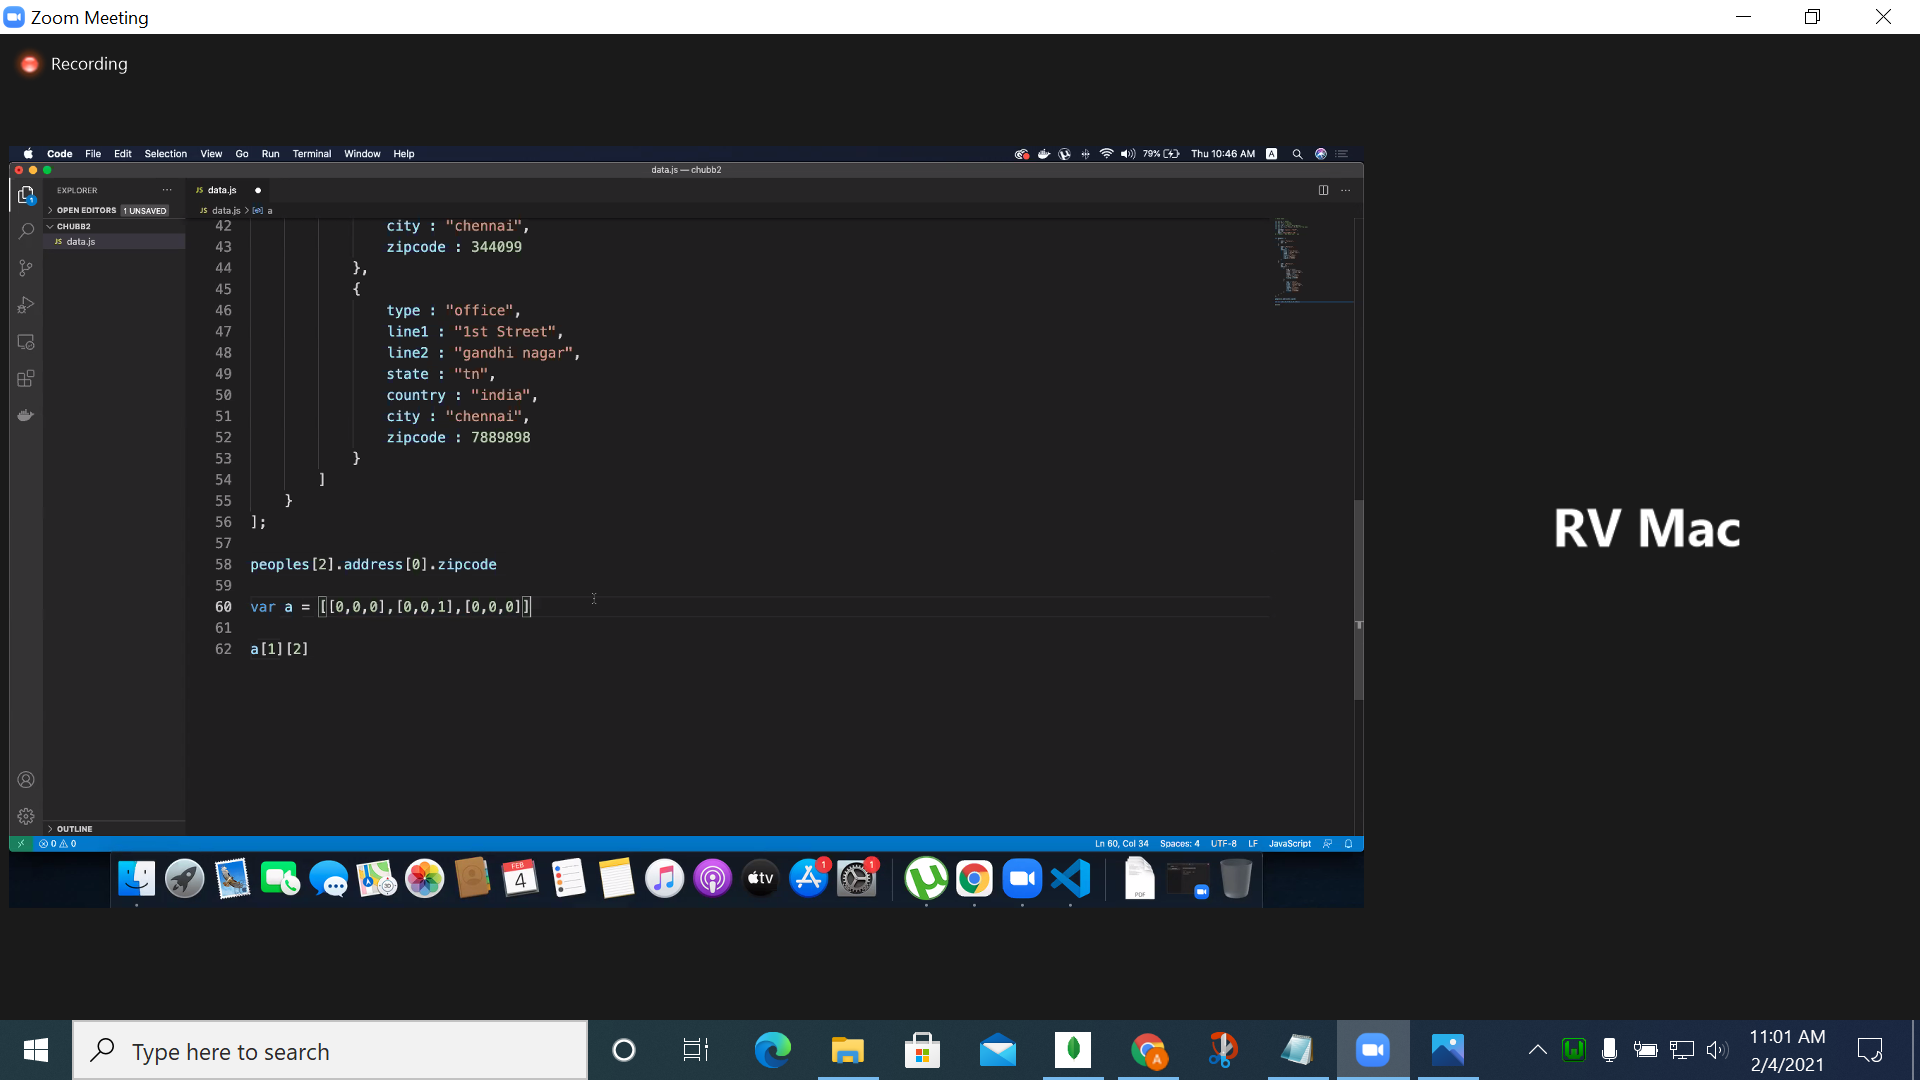 Zoom Meeting
Recording
Code File Edit Selection View Go Run Terminal Window Help
79% Thu 10:46 AM A
data.js — chubb2
EXPLORER
JS data.js
OPEN EDITORS 1 UNSAVED
JS data.js > a
CHUBB2
JS data.js
42 city : "chennai",
43 zipcode : 344099
44 },
45 {
46 type : "office",
47 line1 : "1st Street",
48 line2 : "gandhi nagar",
49 state : "tn",
50 country : "india",
51 city : "chennai",
52 zipcode : 7889898
53 }
54 ]
55 }
56 ];
57
58 peoples[2].address[0].zipcode
59
60 var a = [[0,0,0],[0,0,1],[0,0,0]]
61
62 a[1][2]
RV Mac
OUTLINE
0 0 Ln 60, Col 34 Spaces: 4 UTF-8 LF JavaScript
FEB
4
3D
tv
1
1
PDF
Type here to search
A
11:01 AM
2/4/2021